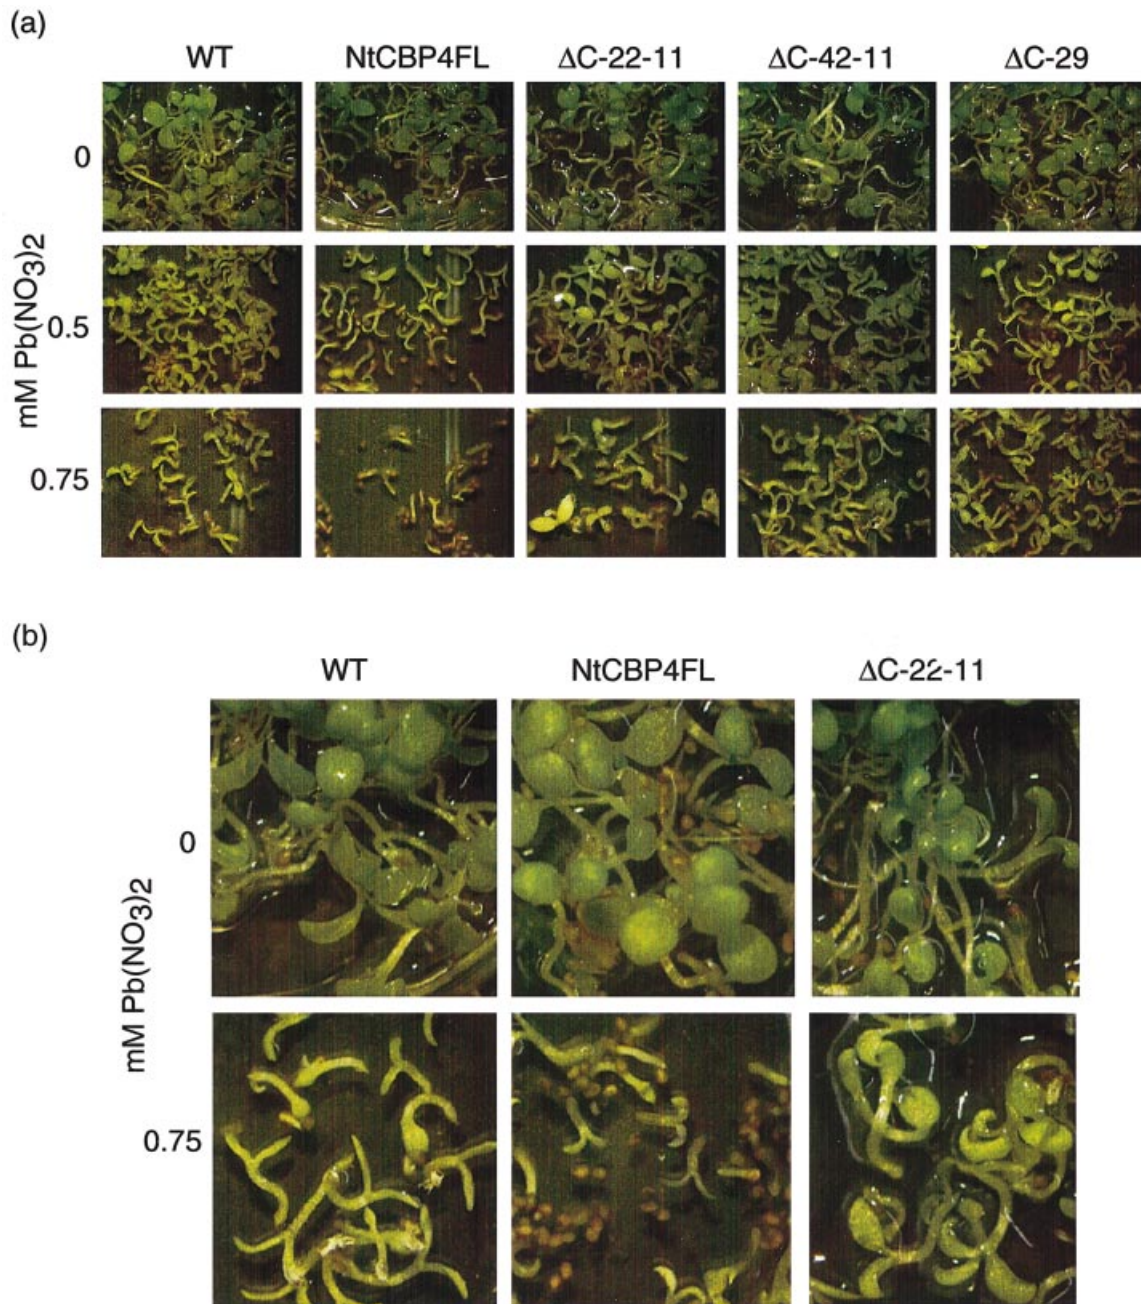 (a)
WT NtCBP4FL ΔC-22-11 ΔC-42-11 ΔC-29
0
0.5
0.75
mM Pb(NO3)2
(b)
WT NtCBP4FL ΔC-22-11
0
0.75
mM Pb(NO3)2